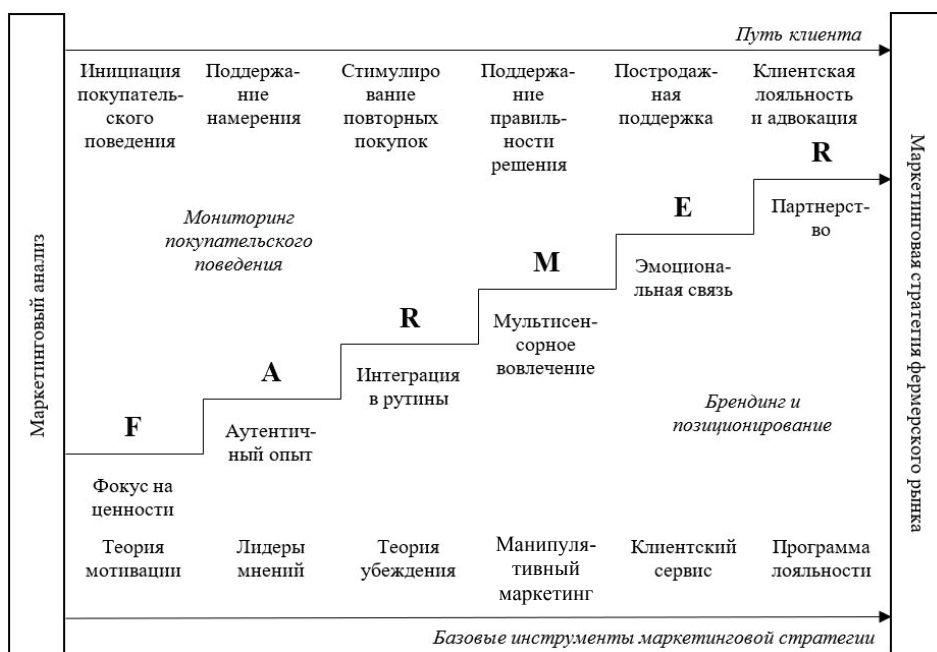 Путь клиента
Инициация
покупатель-
ского
поведения
Поддержа-
ние
намерения
Стимулиро
вание
повторных
покупок
Поддержа-
ние
правиль-
ности
решения
Постродаж-
ная
поддержка
Клиентская
лояльность
и адвокация
Маркетинговый анализ
Мониторинг
покупательского
поведения
F
Фокус на
ценности
A
Аутентич-
ный опыт
R
Интеграция
в рутины
M
Мультисен-
сорное
вовлечение
E
Эмоциона-
льная связь
R
Партнерст-
во
Брендинг и
позиционирование
Маркетинговая стратегия фермерского рынка
Теория
мотивации
Лидеры
мнений
Теория
убеждения
Манипуля-
тивный
маркетинг
Клиентский
сервис
Программа
лояльности
Базовые инструменты маркетинговой стратегии